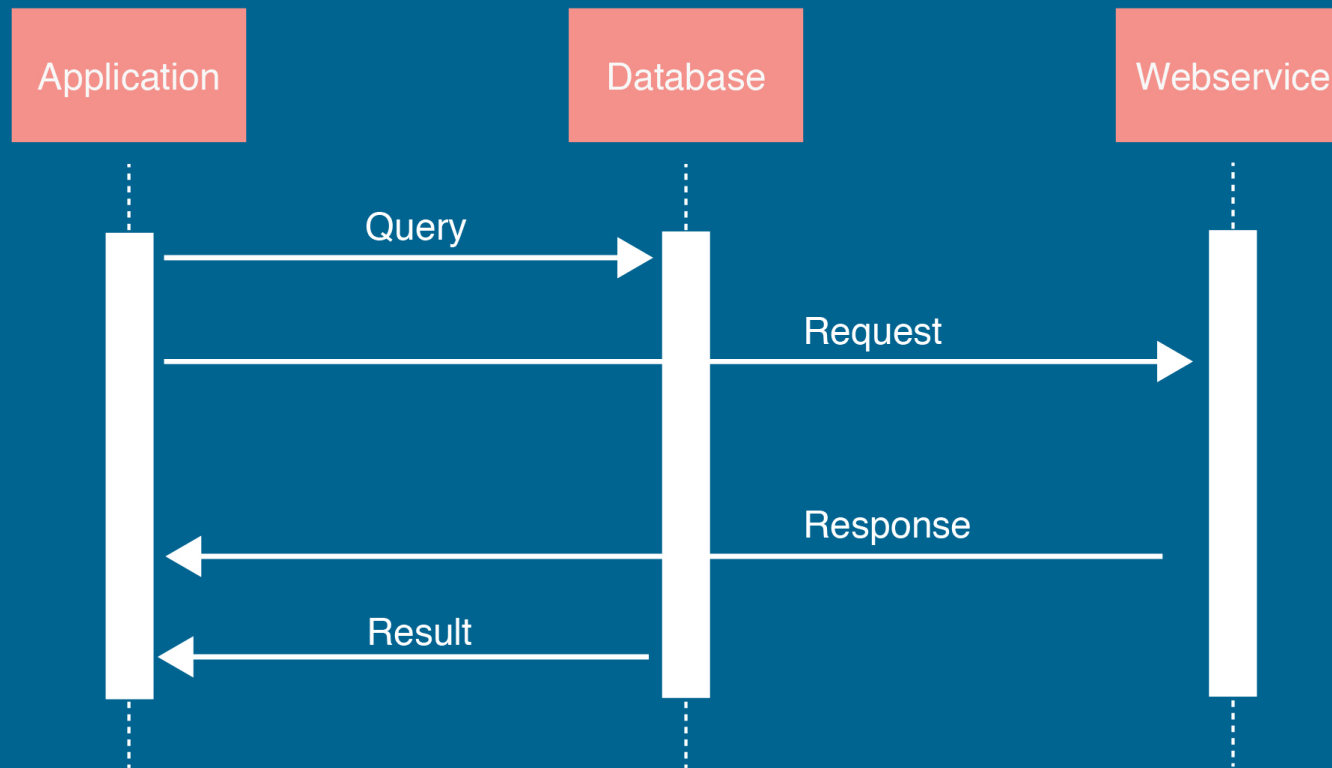 Application
Database
Webservice
Query
Request
Response
Result